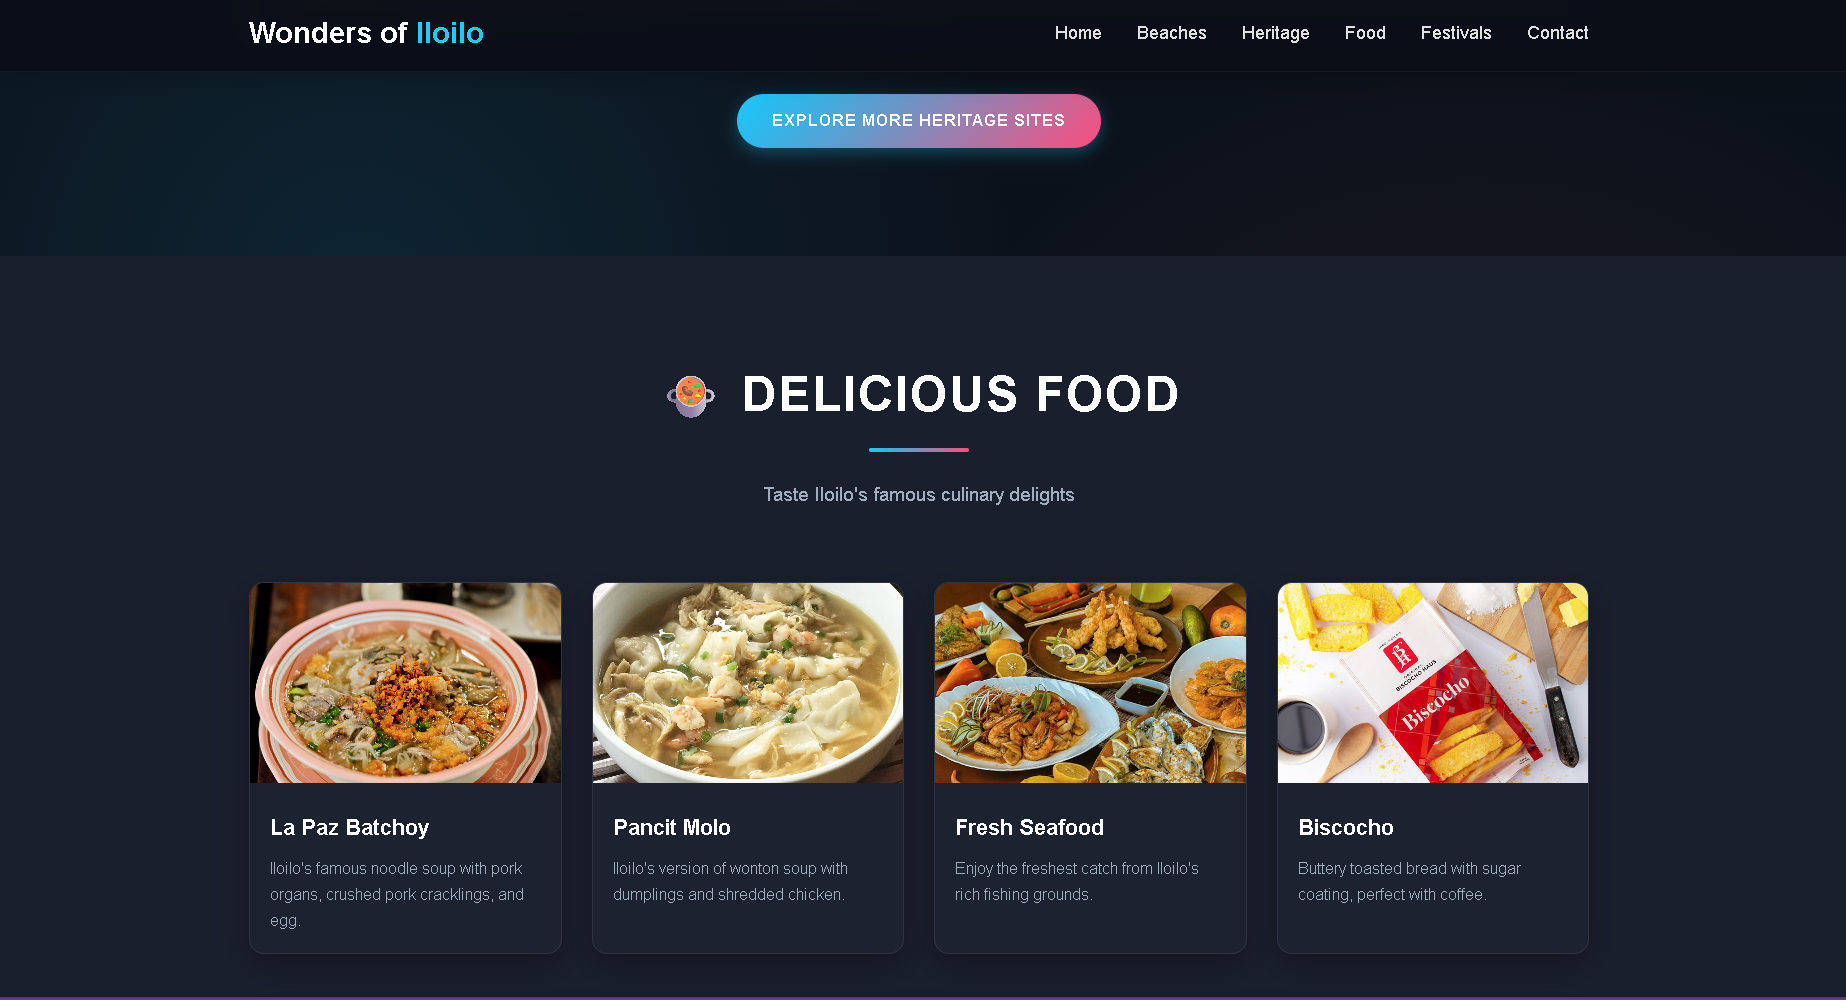 Wonders of Iloilo
Home Beaches Heritage Food Festivals Contact
EXPLORE MORE HERITAGE SITES
DELICIOUS FOOD
Taste Iloilo's famous culinary delights
BH
BISCOCHO HAUS
Biscocho
La Paz Batchoy
Iloilo's famous noodle soup with pork
organs, crushed pork cracklings, and
egg.
Pancit Molo
Iloilo's version of wonton soup with
dumplings and shredded chicken.
Fresh Seafood
Enjoy the freshest catch from Iloilo's
rich fishing grounds.
Biscocho
Buttery toasted bread with sugar
coating, perfect with coffee.